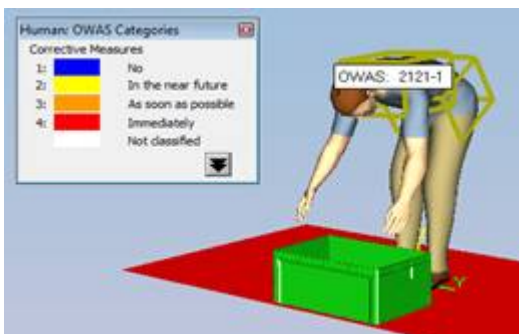 Human: OWAS Categories
Corrective Measures
1: No
2: In the near future
3: As soon as possible
4: Immediately
Not classified
OWAS: 2121-1
Y